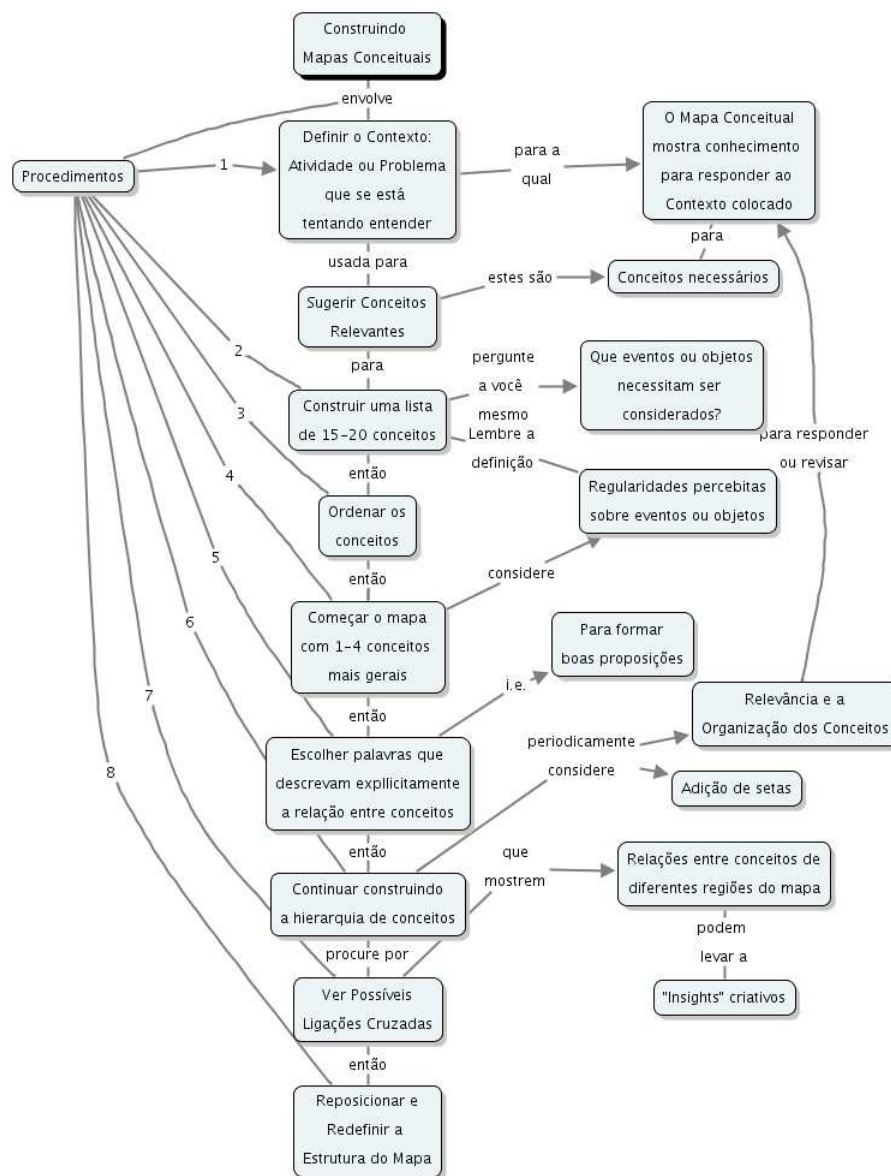 Construindo
Mapas Conceituais
envolve
Procedimentos
1
Definir o Contexto:
Atividade ou Problema
que se está
tentando entender
para a
qual
O Mapa Conceitual
mostra conhecimento
para responder ao
Contexto colocado
usada para
para
Sugerir Conceitos
Relevantes
estes são
Conceitos necessários
para
2
Construir uma lista
de 15-20 conceitos
pergunte
a você
mesmo
Que eventos ou objetos
necessitam ser
considerados?
Lembre a
definição
Regularidades percebitas
sobre eventos ou objetos
para responder
ou revisar
então
3
Ordenar os
conceitos
então
4
Começar o mapa
com 1-4 conceitos
mais gerais
considere
então
5
Escolher palavras que
descrevam expllicitamente
a relação entre conceitos
i.e.
Para formar
boas proposições
então
6
Continuar construindo
a hierarquia de conceitos
periodicamente
considere
Relevância e a
Organização dos Conceitos
Adição de setas
procure por
7
Ver Possíveis
Ligações Cruzadas
que
mostrem
Relações entre conceitos de
diferentes regiões do mapa
podem
levar a
"Insights" criativos
então
8
Reposicionar e
Redefinir a
Estrutura do Mapa